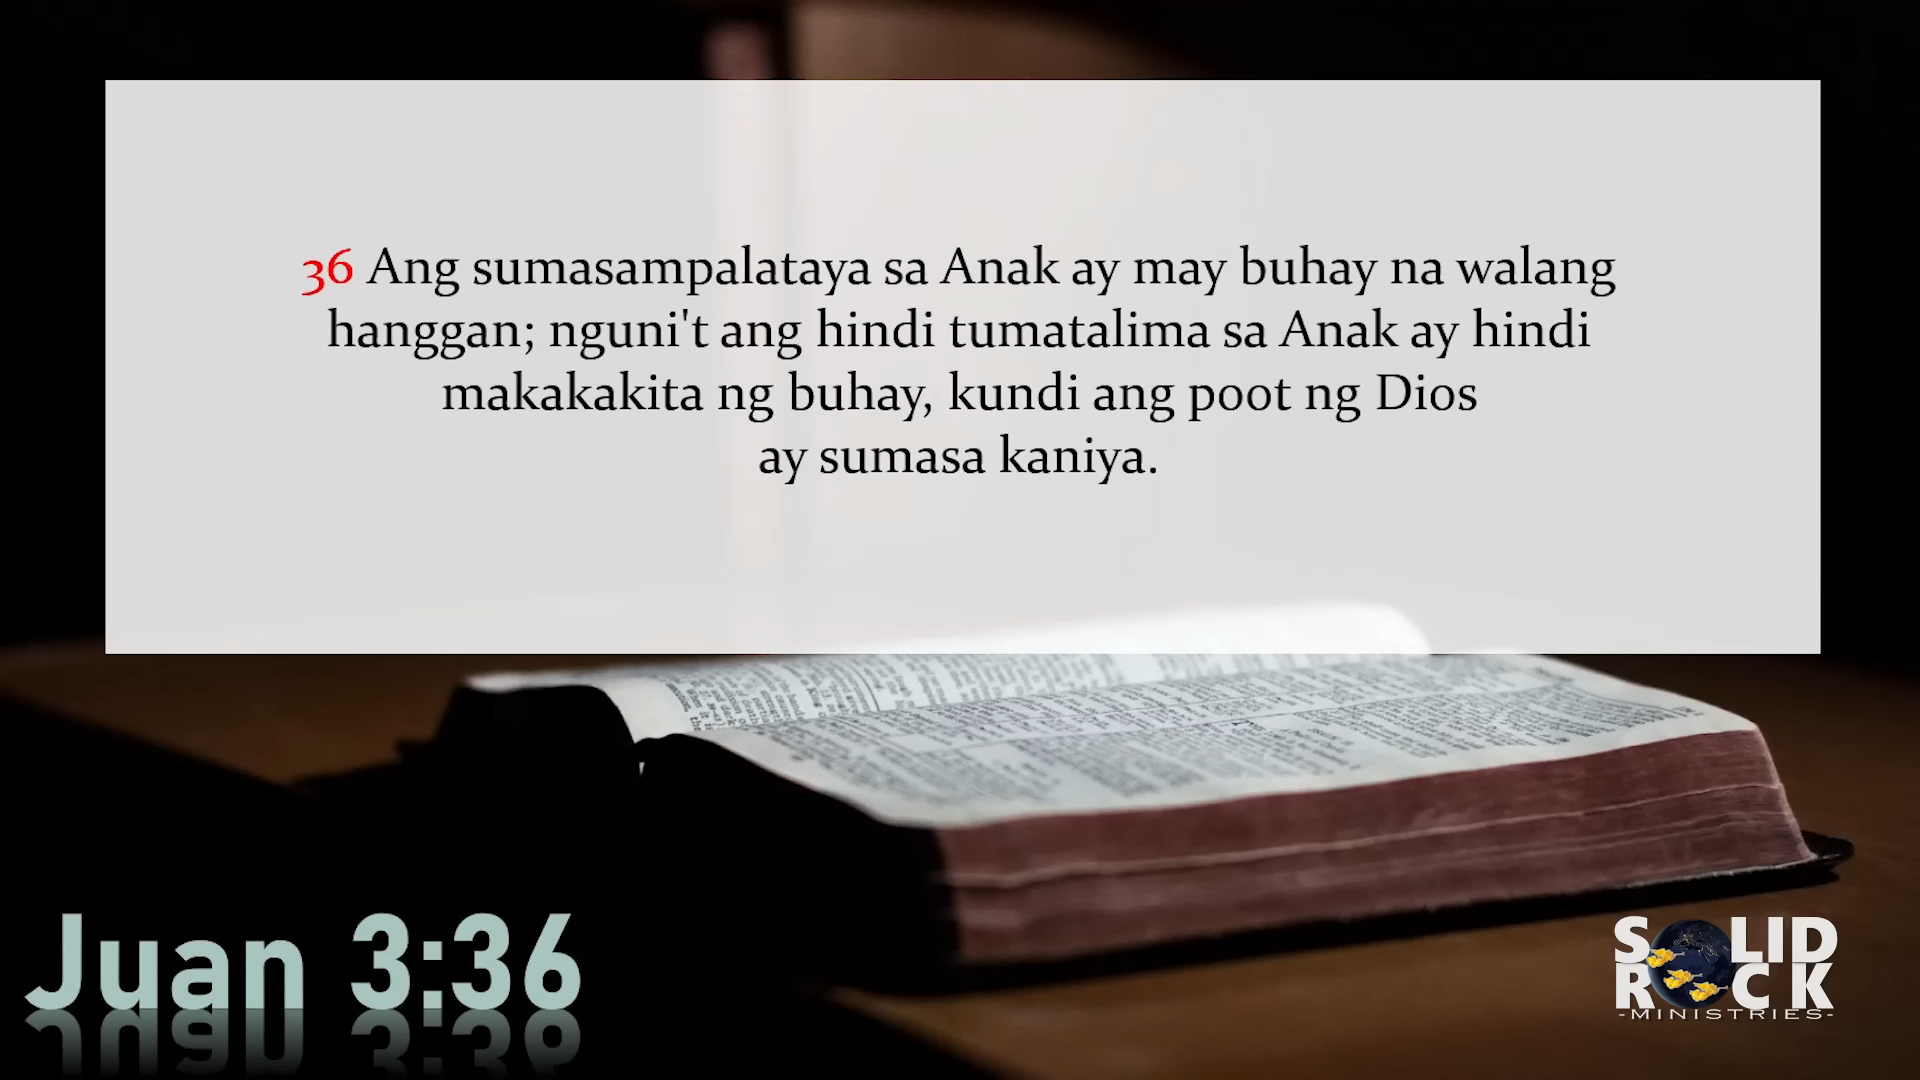 36 Ang sumasampalataya sa Anak ay may buhay na walang
hanggan; nguni't ang hindi tumatalima sa Anak ay hindi
makakakita ng buhay, kundi ang poot ng Dios
ay sumasa kaniya.
Juan 3:36
SOLID
ROCK
-MINISTRIES-